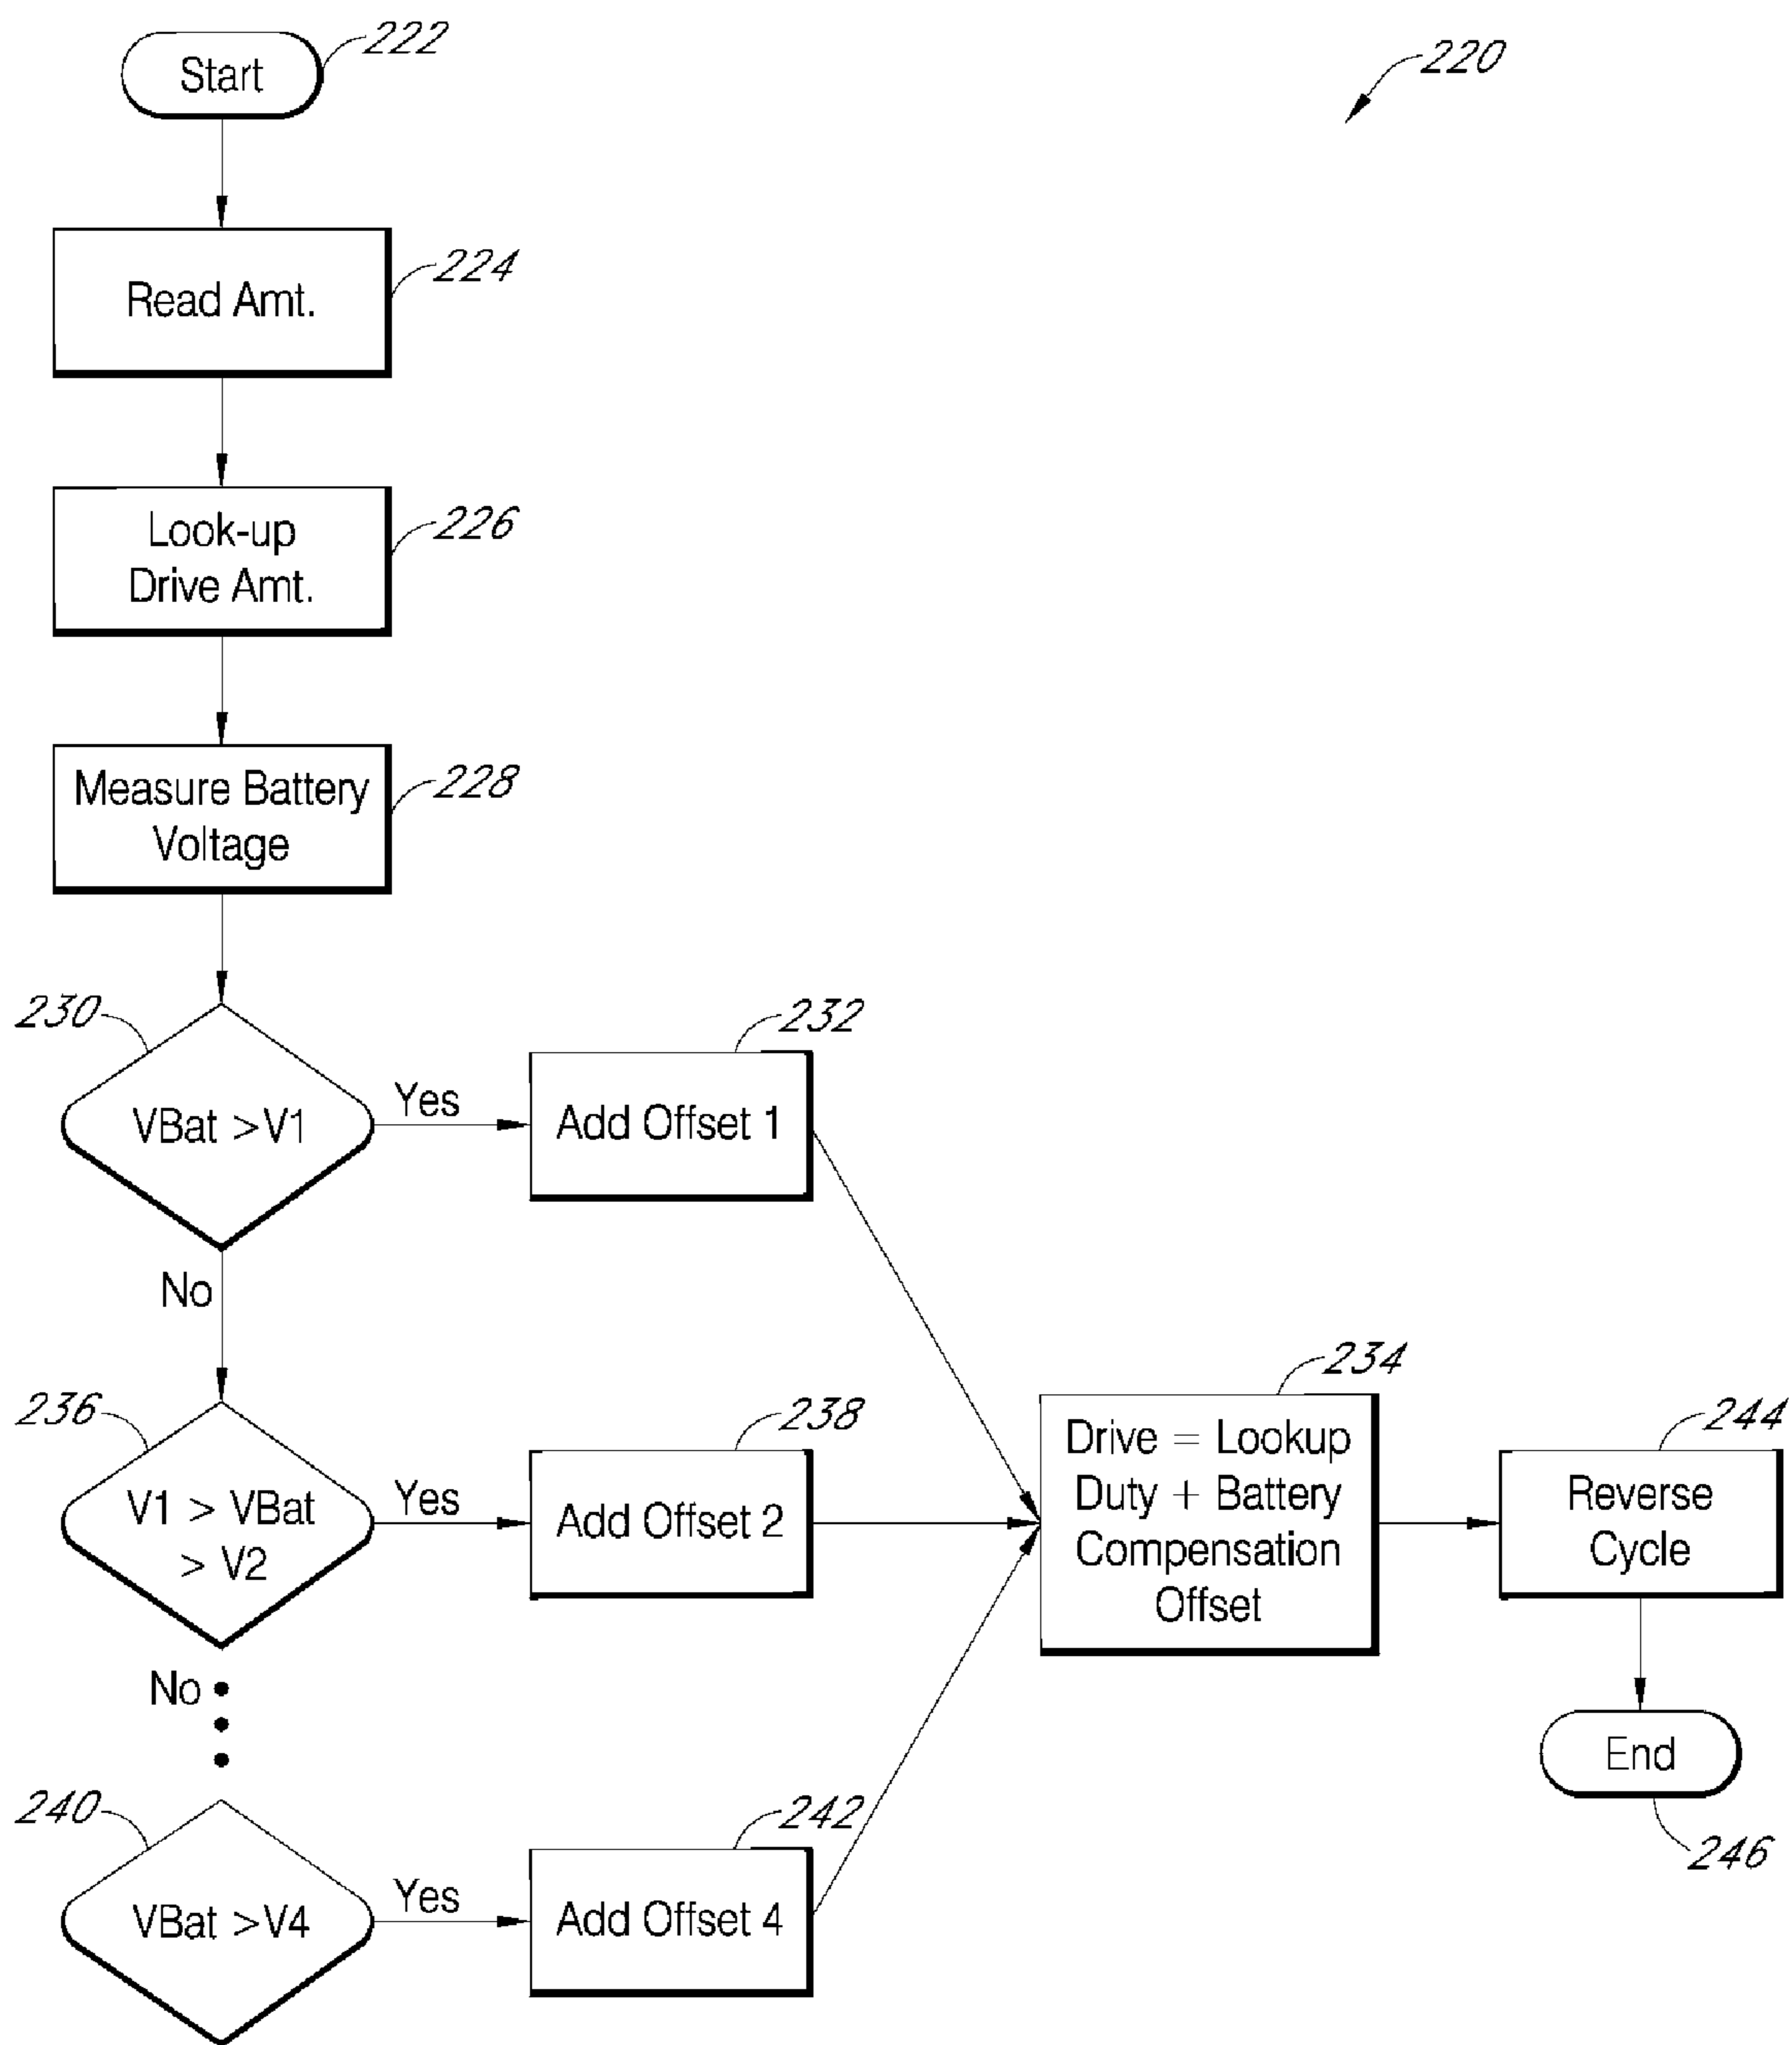 Start
222
220
Read Amt.
224
Look-up
Drive Amt.
226
Measure Battery
Voltage
228
230
VBat >V1
Yes
232
Add Offset 1
No
236
V1 > VBat
> V2
Yes
238
Add Offset 2
234
Drive = Lookup
Duty + Battery
Compensation
Offset
244
Reverse
Cycle
No
End
246
240
VBat >V4
Yes
242
Add Offset 4